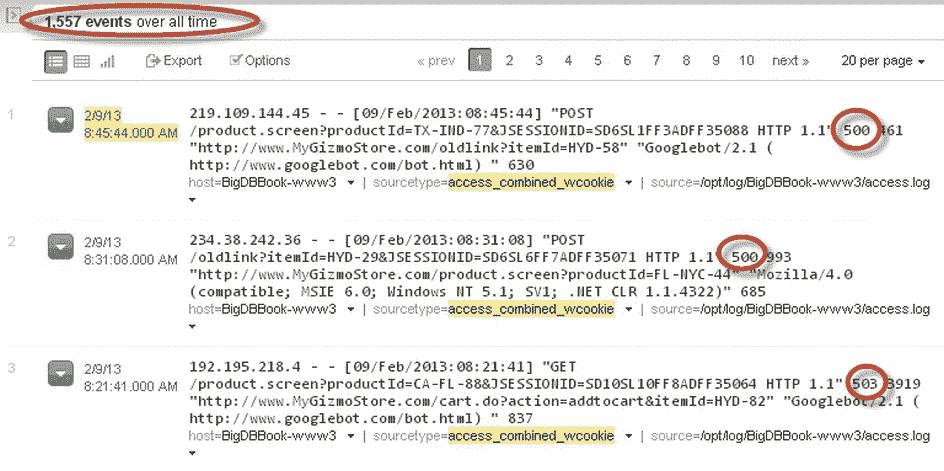 1,557 events over all time
Export Options « prev 1 2 3 4 5 6 7 8 9 10 next » 20 per page
1 2/9/13 219.109.144.45 - - [09/Feb/2013:08:45:44] "POST
8:45:44.000 AM /product.screen?productId=TX-IND-77&JSESSIONID=SD6SL1FF3ADFF35088 HTTP 1.1" 500 461
"http://www.MyGizmoStore.com/oldlink?itemId=HYD-58" "Googlebot/2.1 (
http://www.googlebot.com/bot.html) " 630
host=BigDBBook-www3 | sourcetype=access_combined_wcookie | source=/opt/log/BigDBBook-www3/access.log
2 2/9/13 234.38.242.36 - - [09/Feb/2013:08:31:08] "POST
8:31:08.000 AM /oldlink?itemId=HYD-29&JSESSIONID=SD6SL6FF7ADFF35071 HTTP 1.1" 500 993
"http://www.MyGizmoStore.com/product.screen?productId=FL-NYC-44" "Mozilla/4.0
(compatible; MSIE 6.0; Windows NT 5.1; SV1; .NET CLR 1.1.4322)" 685
host=BigDBBook-www3 | sourcetype=access_combined_wcookie | source=/opt/log/BigDBBook-www3/access.log
3 2/9/13 192.195.218.4 - - [09/Feb/2013:08:21:41] "GET
8:21:41.000 AM /product.screen?productId=CA-FL-88&JSESSIONID=SD10SL10FF8ADFF35064 HTTP 1.1" 503 3919
"http://www.MyGizmoStore.com/cart.do?action=addtocart&itemId=HYD-82" "Googlebot/2.1 (
http://www.googlebot.com/bot.html) " 837
host=BigDBBook-www3 | sourcetype=access_combined_wcookie | source=/opt/log/BigDBBook-www3/access.log